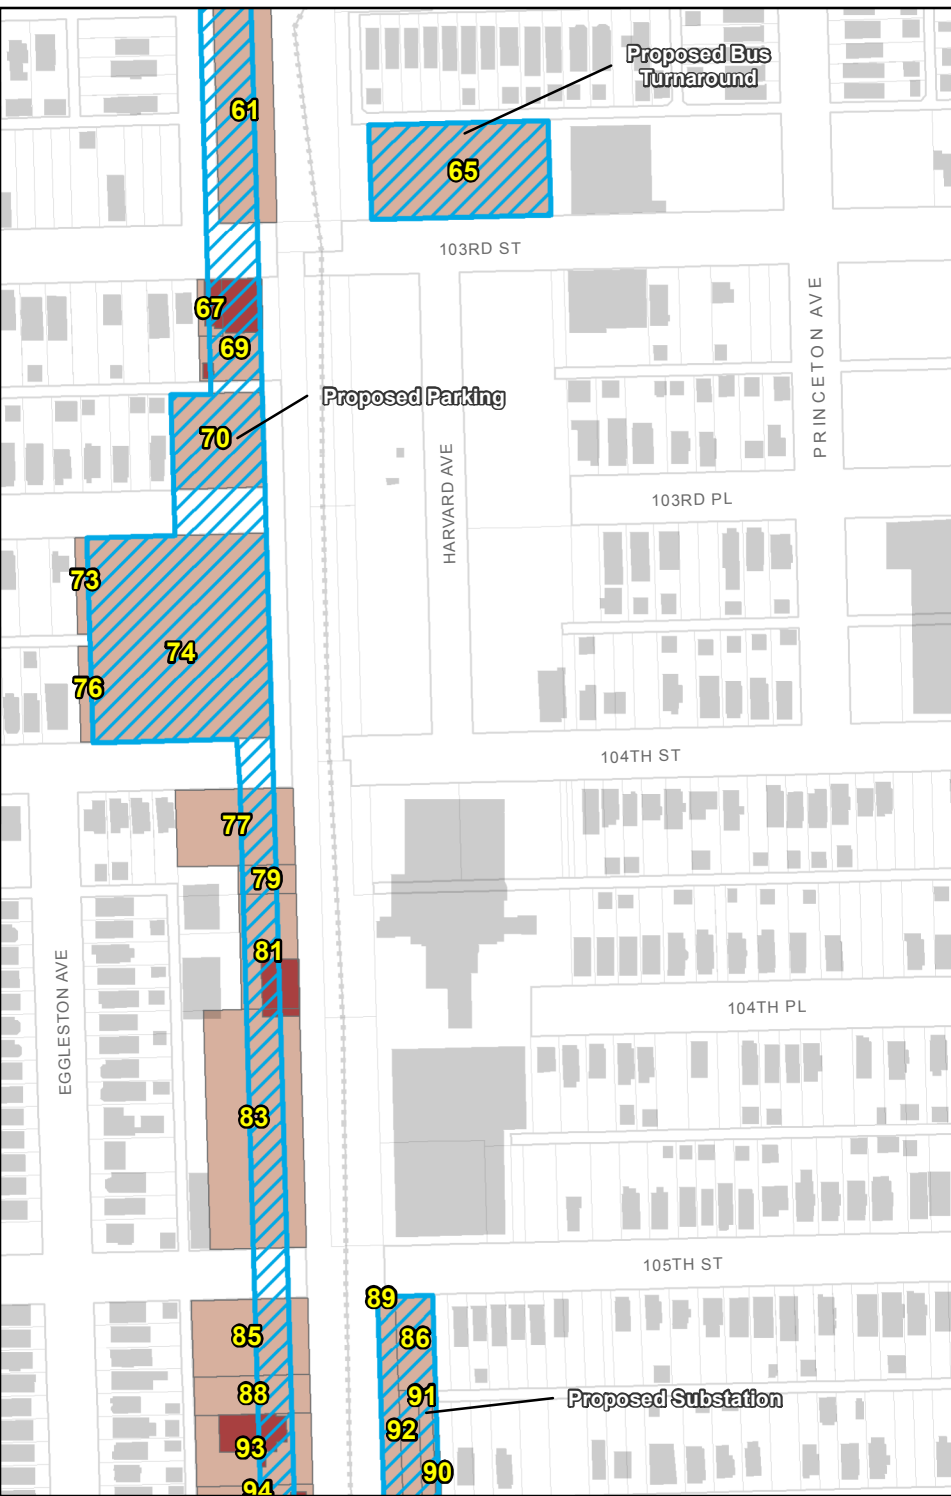 61
Proposed Bus
Turnaround
65
103RD ST
67
69
PRINCETON AVE
Proposed Parking
70
HARVARD AVE
103RD PL
73
74
76
104TH ST
77
79
81
EGGLESTON AVE
104TH PL
83
105TH ST
89
85
86
88
91
Proposed Substation
92
93
90
94